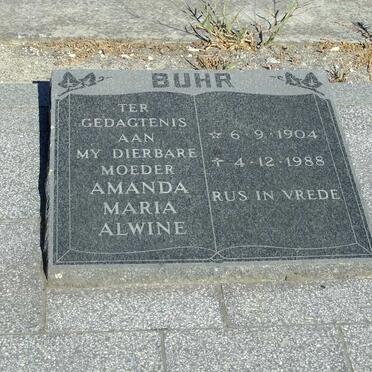 BUHR
TER
GEDAGTENIS
AAN
MY DIERBARE
MOEDER
AMANDA
MARIA
ALWINE
☆ 6·9·1904
✝ 4·12·1988
RUS IN VREDE